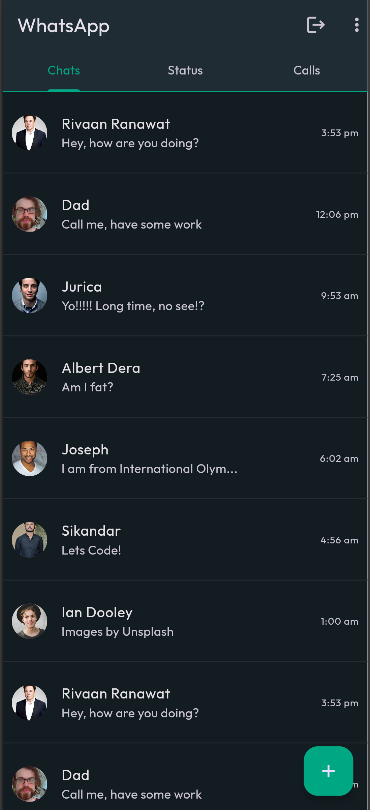 WhatsApp
Chats Status Calls
Rivaan Ranawat
Hey, how are you doing?
3:53 pm
Dad
Call me, have some work
12:06 pm
Jurica
Yo!!!!! Long time, no see!?
9:53 am
Albert Dera
Am I fat?
7:25 am
Joseph
I am from International Olym...
6:02 am
Sikandar
Lets Code!
4:56 am
Ian Dooley
Images by Unsplash
1:00 am
Rivaan Ranawat
Hey, how are you doing?
3:53 pm
Dad
Call me, have some work